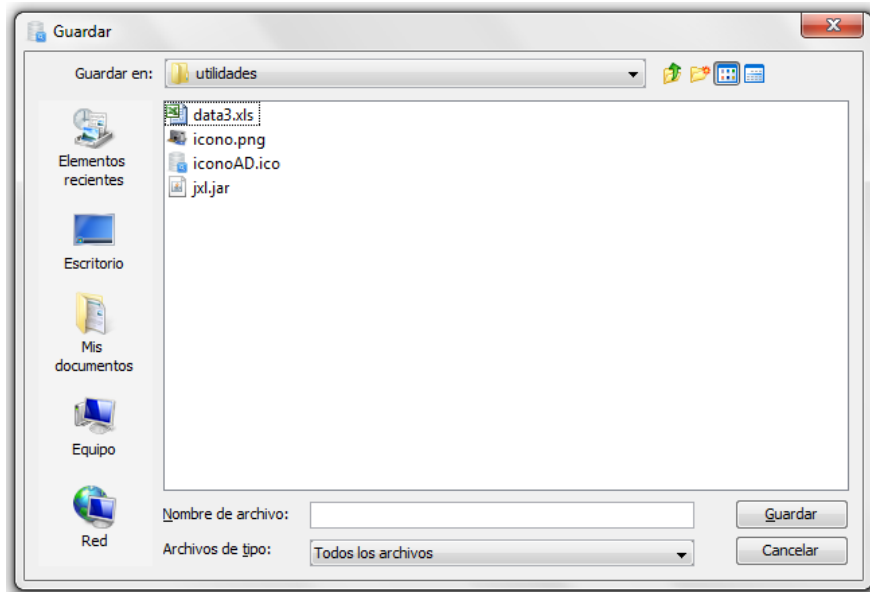 Guardar
Guardar en:
utilidades
data3.xls
icono.png
iconoAD.ico
jxl.jar
Elementos
recientes
Escritorio
Mis
documentos
Equipo
Red
Nombre de archivo:
Guardar
Archivos de tipo:
Todos los archivos
Cancelar